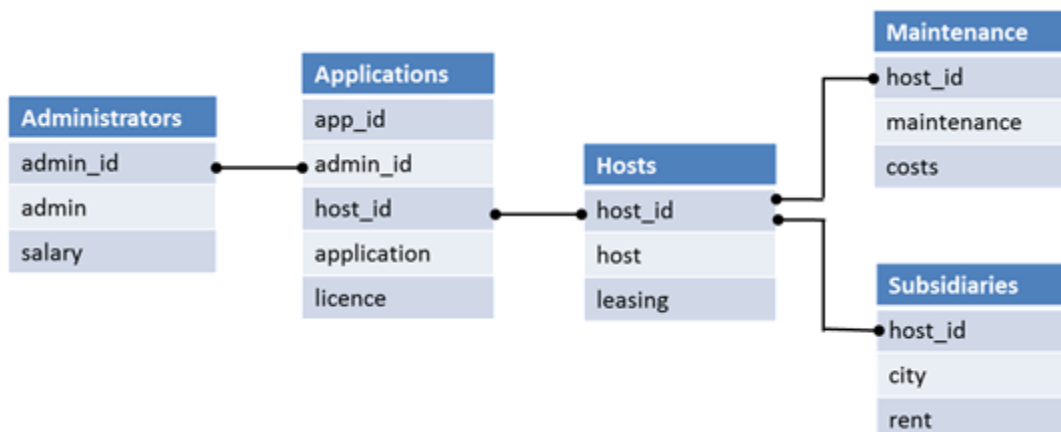 Administrators
admin_id
admin
salary
Applications
app_id
admin_id
host_id
application
licence
Hosts
host_id
host
leasing
Maintenance
host_id
maintenance
costs
Subsidiaries
host_id
city
rent